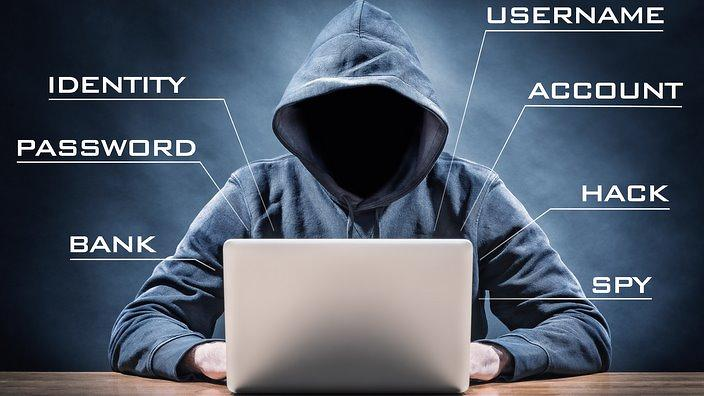 USERNAME
IDENTITY
ACCOUNT
PASSWORD
HACK
BANK
SPY